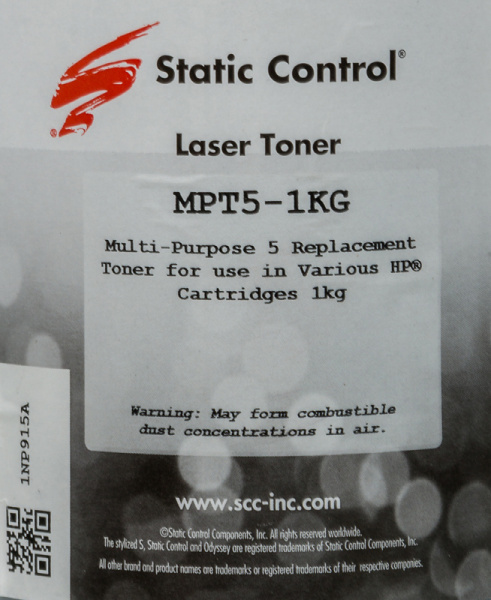 Static Control®
®
Laser Toner
MPT5-1KG
Multi-Purpose 5 Replacement
Toner for use in Various HP®
Cartridges 1kg
Warning: May form combustible
dust concentrations in air.
1NP915A
www.scc-inc.com
©Static Control Components, Inc. All rights reserved worldwide.
The stylized S, Static Control and Odyssey are registered trademarks of Static Control Components, Inc.
All other brand and product names are trademarks or registered trademarks of their respective companies.